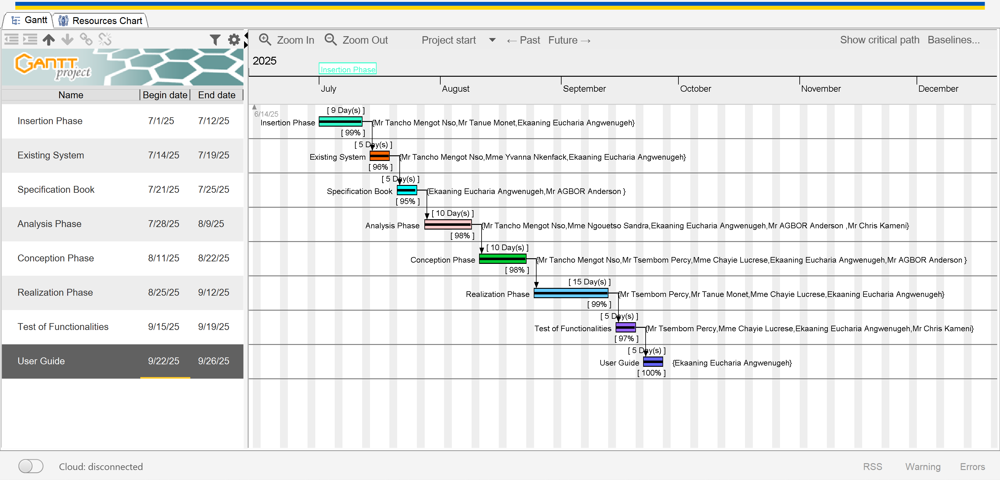 Gantt
Resources Chart
Zoom In
Zoom Out
Project start
← Past
Future →
Show critical path
Baselines...
GANTT
project
2025
Insertion Phase
July
August
September
October
November
December
Name
Begin date
End date
6/14/25
Insertion Phase
7/1/25
7/12/25
[ 9 Day(s) ]
Insertion Phase
{Mr Tancho Mengot Nso,Mr Tanue Monet,Ekaaning Eucharia Angwenugeh}
[ 99% ]
Existing System
7/14/25
7/19/25
[ 5 Day(s) ]
Existing System
{Mr Tancho Mengot Nso,Mme Yvanna Nkenfack,Ekaaning Eucharia Angwenugeh}
[ 96% ]
Specification Book
7/21/25
7/25/25
[ 5 Day(s) ]
Specification Book
{Ekaaning Eucharia Angwenugeh,Mr AGBOR Anderson }
[ 95% ]
Analysis Phase
7/28/25
8/9/25
[ 10 Day(s) ]
Analysis Phase
{Mr Tancho Mengot Nso,Mme Ngouetso Sandra,Ekaaning Eucharia Angwenugeh,Mr AGBOR Anderson ,Mr Chris Kameni}
[ 98% ]
Conception Phase
8/11/25
8/22/25
[ 10 Day(s) ]
Conception Phase
{Mr Tancho Mengot Nso,Mr Tsembom Percy,Mme Chayie Lucrese,Ekaaning Eucharia Angwenugeh,Mr AGBOR Anderson }
[ 98% ]
Realization Phase
8/25/25
9/12/25
[ 15 Day(s) ]
Realization Phase
{Mr Tsembom Percy,Mr Tanue Monet,Mme Chayie Lucrese,Ekaaning Eucharia Angwenugeh}
[ 99% ]
Test of Functionalities
9/15/25
9/19/25
[ 5 Day(s) ]
Test of Functionalities
{Mr Tsembom Percy,Mme Chayie Lucrese,Ekaaning Eucharia Angwenugeh,Mr Chris Kameni}
[ 97% ]
User Guide
9/22/25
9/26/25
[ 5 Day(s) ]
User Guide
{Ekaaning Eucharia Angwenugeh}
[ 100% ]
Cloud: disconnected
RSS
Warning
Errors